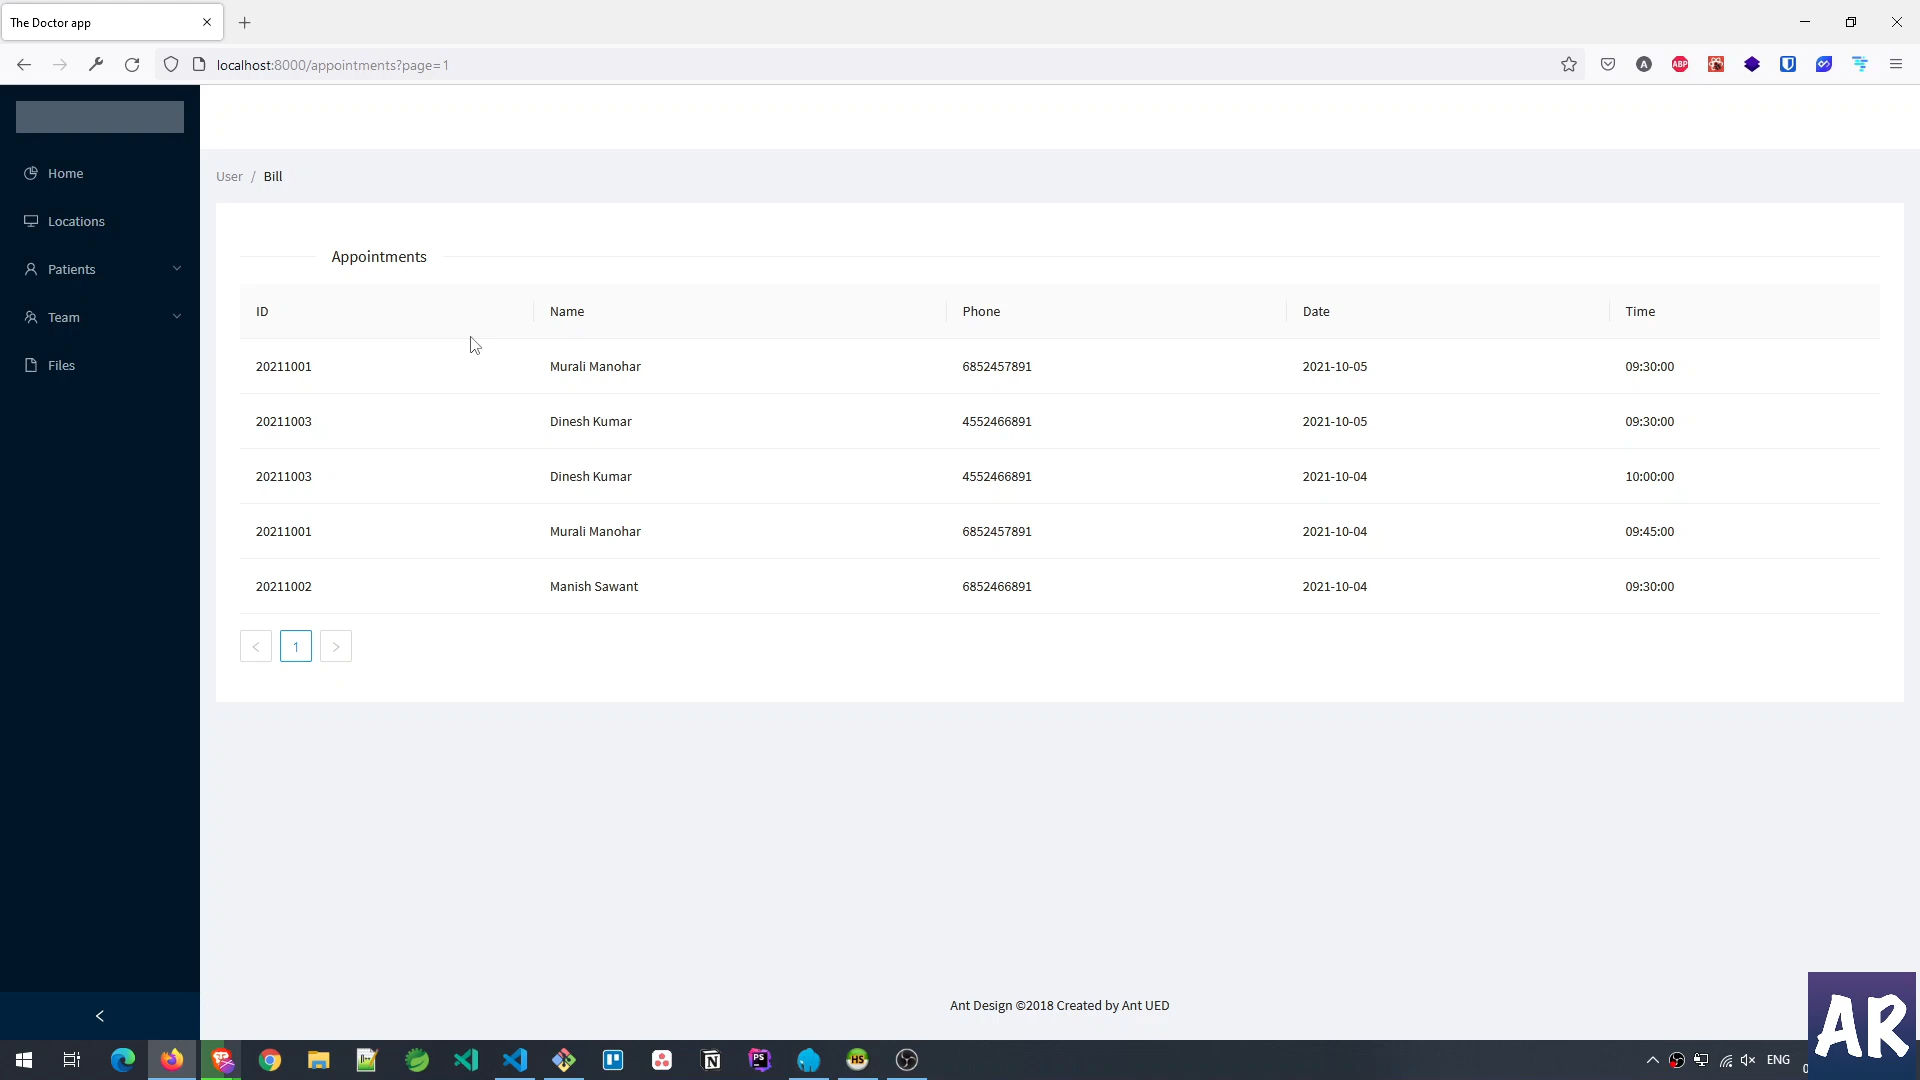 The Doctor app
localhost:8000/appointments?page=1
A
ABP
Home
Locations
Patients
Team
Files
User / Bill
Appointments
ID Name Phone Date Time
20211001 Murali Manohar 6852457891 2021-10-05 09:30:00
20211003 Dinesh Kumar 4552466891 2021-10-05 09:30:00
20211003 Dinesh Kumar 4552466891 2021-10-04 10:00:00
20211001 Murali Manohar 6852457891 2021-10-04 09:45:00
20211002 Manish Sawant 6852466891 2021-10-04 09:30:00
< 1 >
Ant Design ©2018 Created by Ant UED
PS
HS
ENG
AR